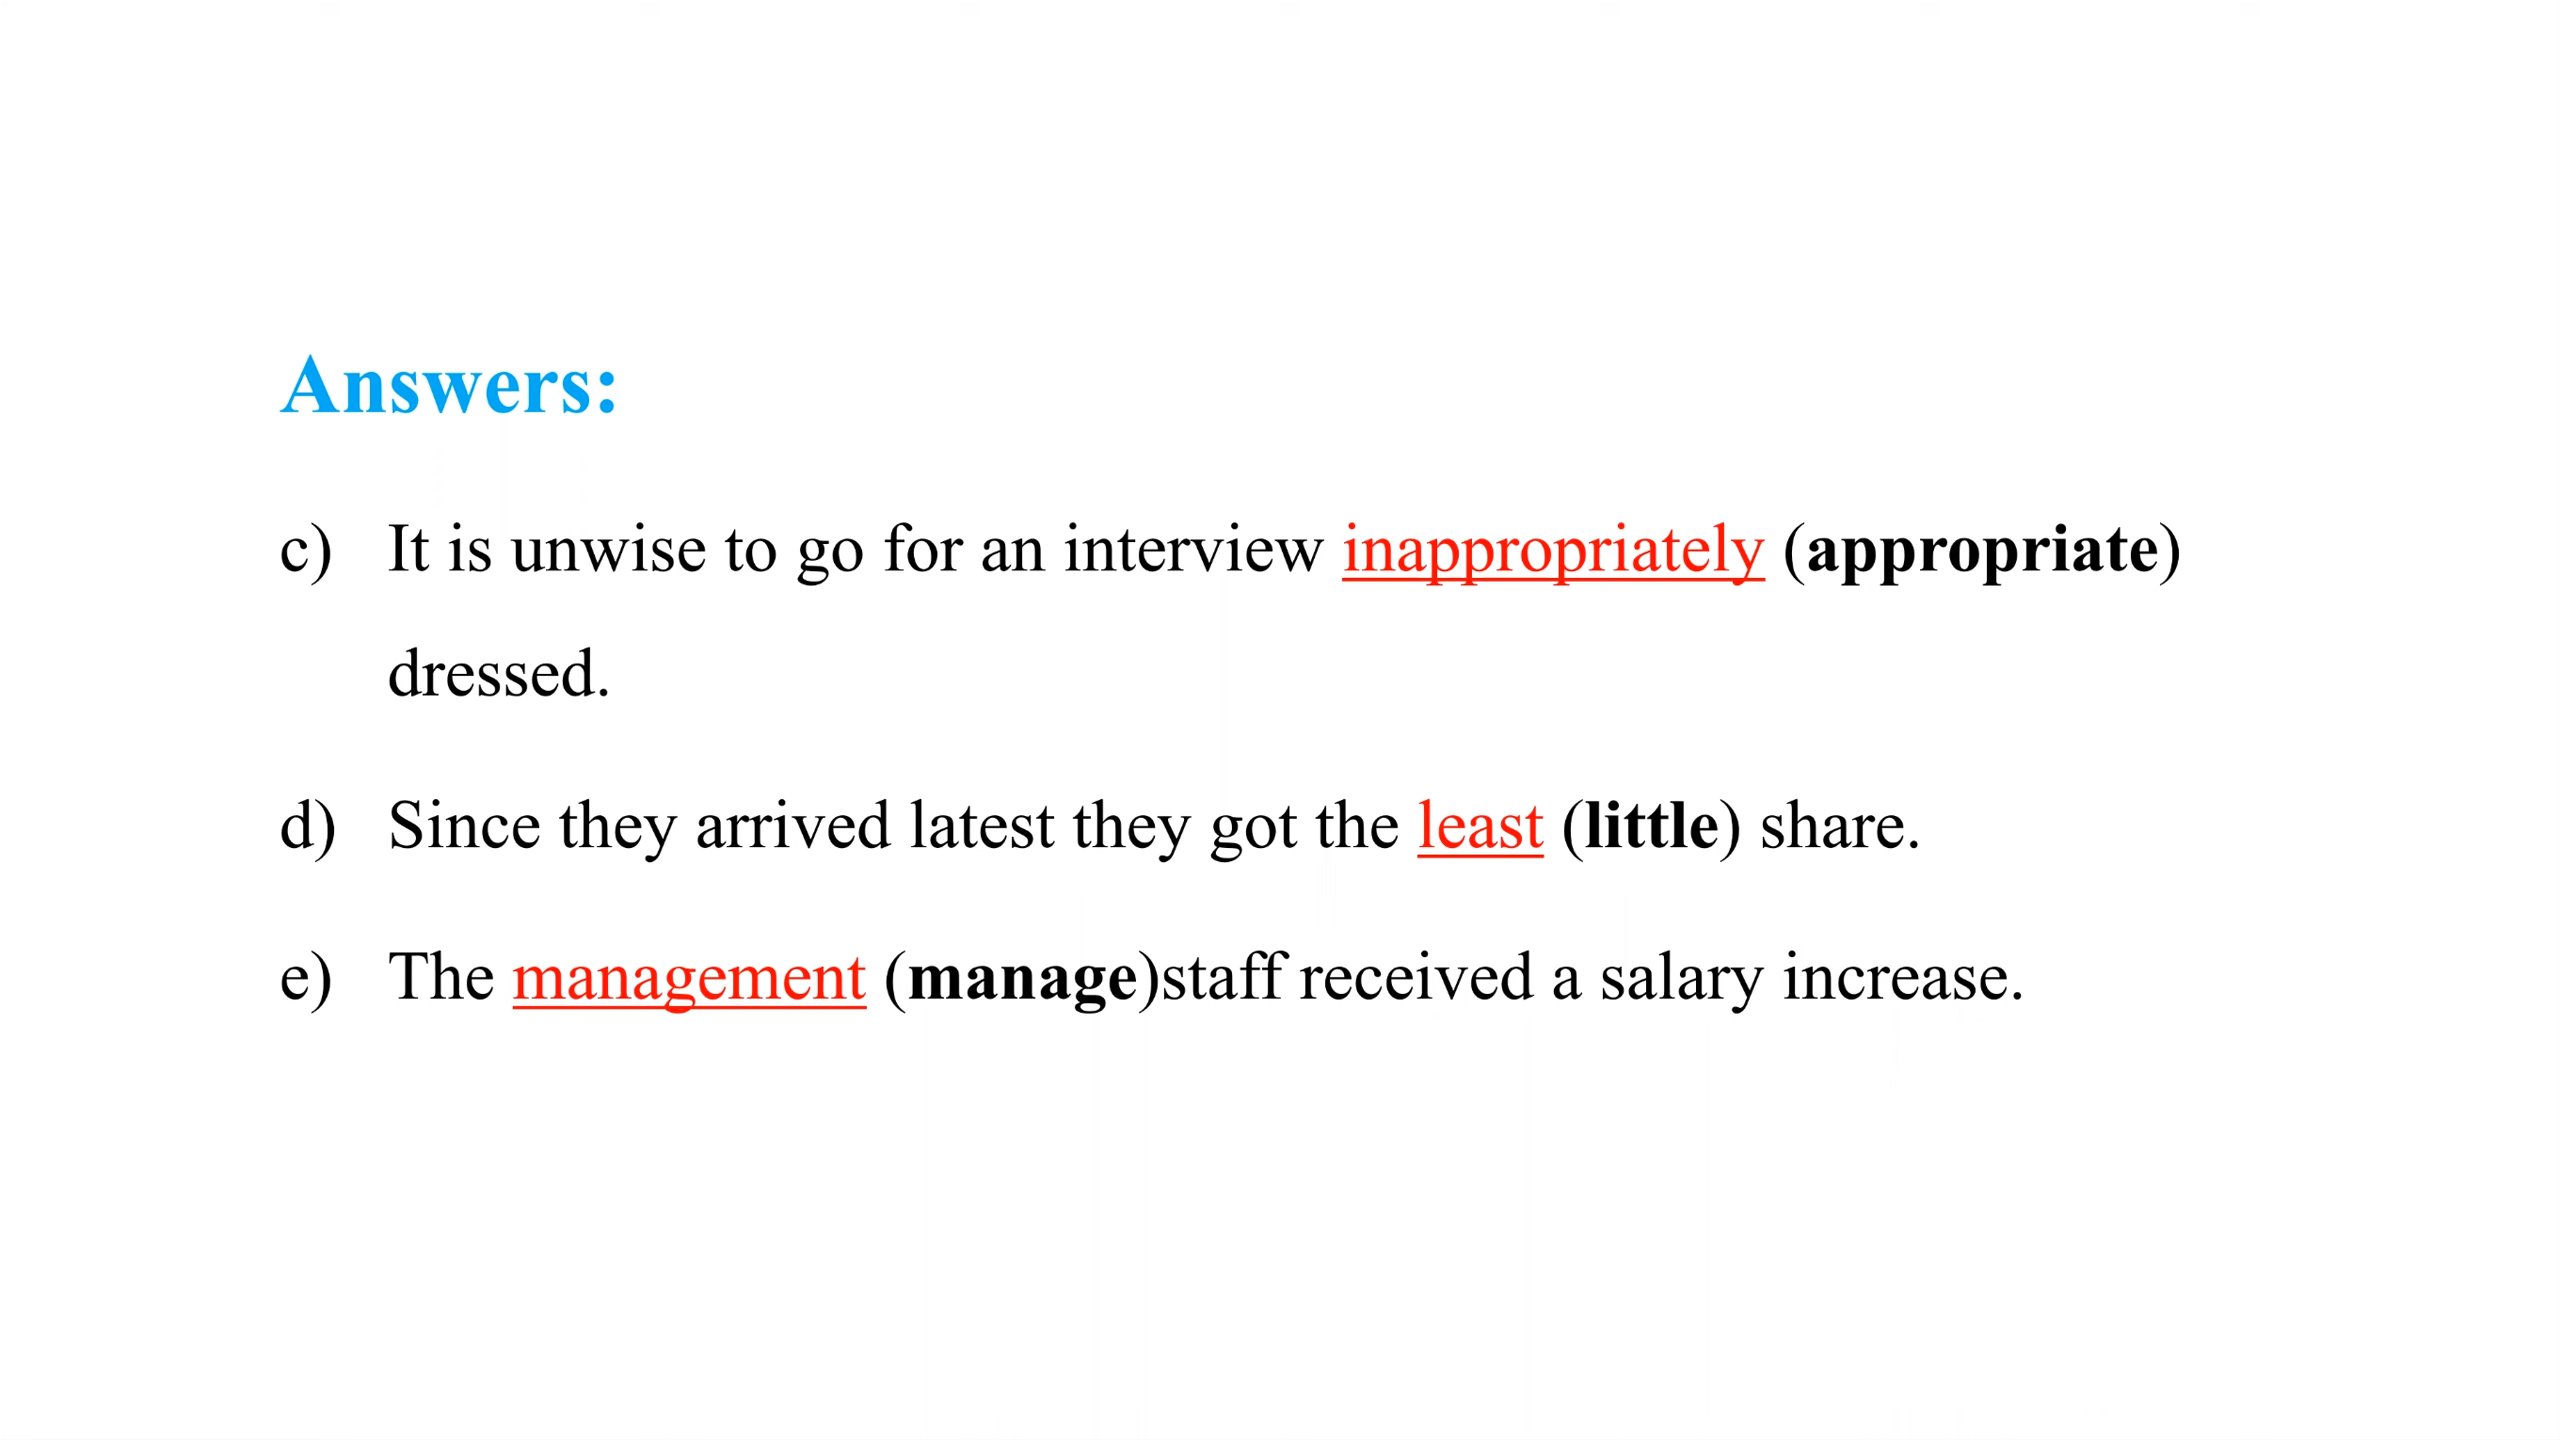 Answers:
c) It is unwise to go for an interview inappropriately (appropriate)
dressed.
d) Since they arrived latest they got the least (little) share.
e) The management (manage)staff received a salary increase.